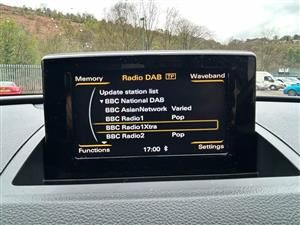 Memory Radio DAB TP Waveband
Update station list
BBC National DAB
BBC AsianNetwork Varied
BBC Radio1 Pop
BBC Radio1Xtra
BBC Radio2 Pop
Functions 17:00 Settings